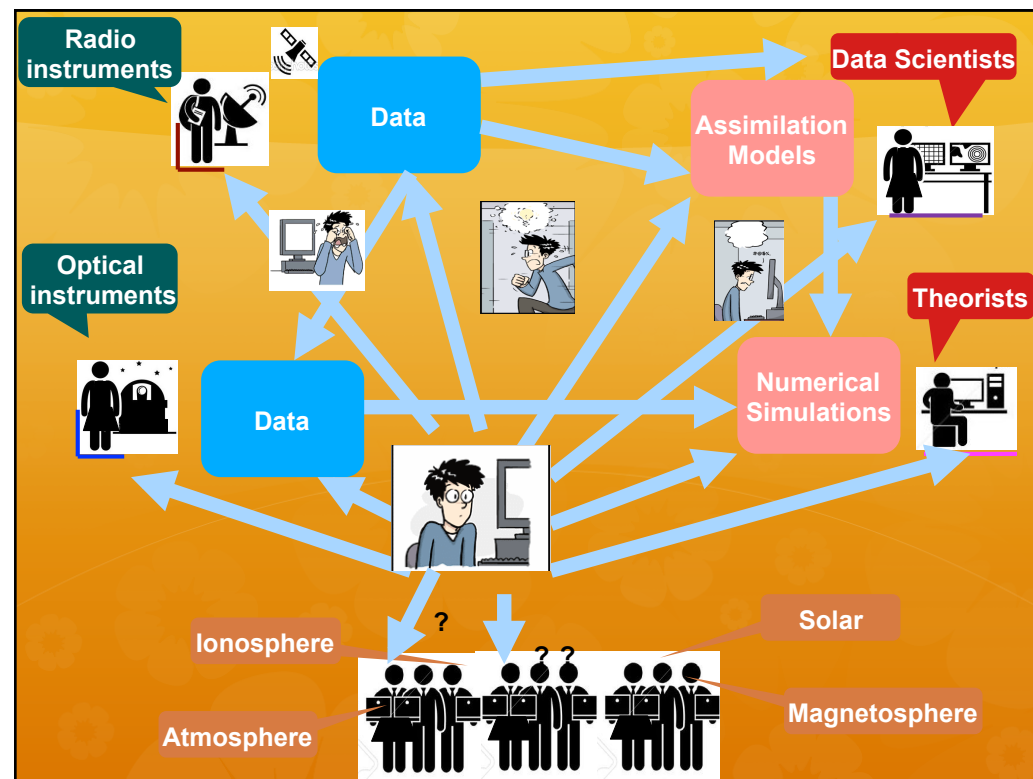 Radio
instruments
Data
Data Scientists
Assimilation
Models
Optical
instruments
Theorists
Data
Numerical
Simulations
?
Ionosphere
Solar
? ?
Atmosphere
Magnetosphere